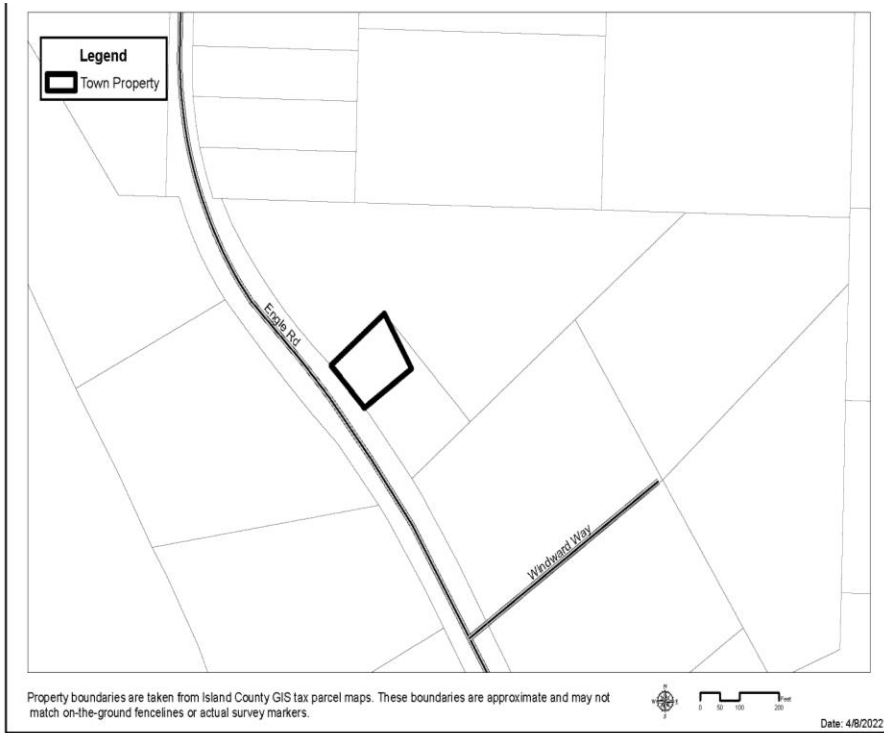 Legend
Town Property
Engle Rd
Windward Way
Property boundaries are taken from Island County GIS tax parcel maps. These boundaries are approximate and may not
match on-the-ground fencelines or actual survey markers.
N
W E
S
0 50 100 200
Feet
Date: 4/8/2022